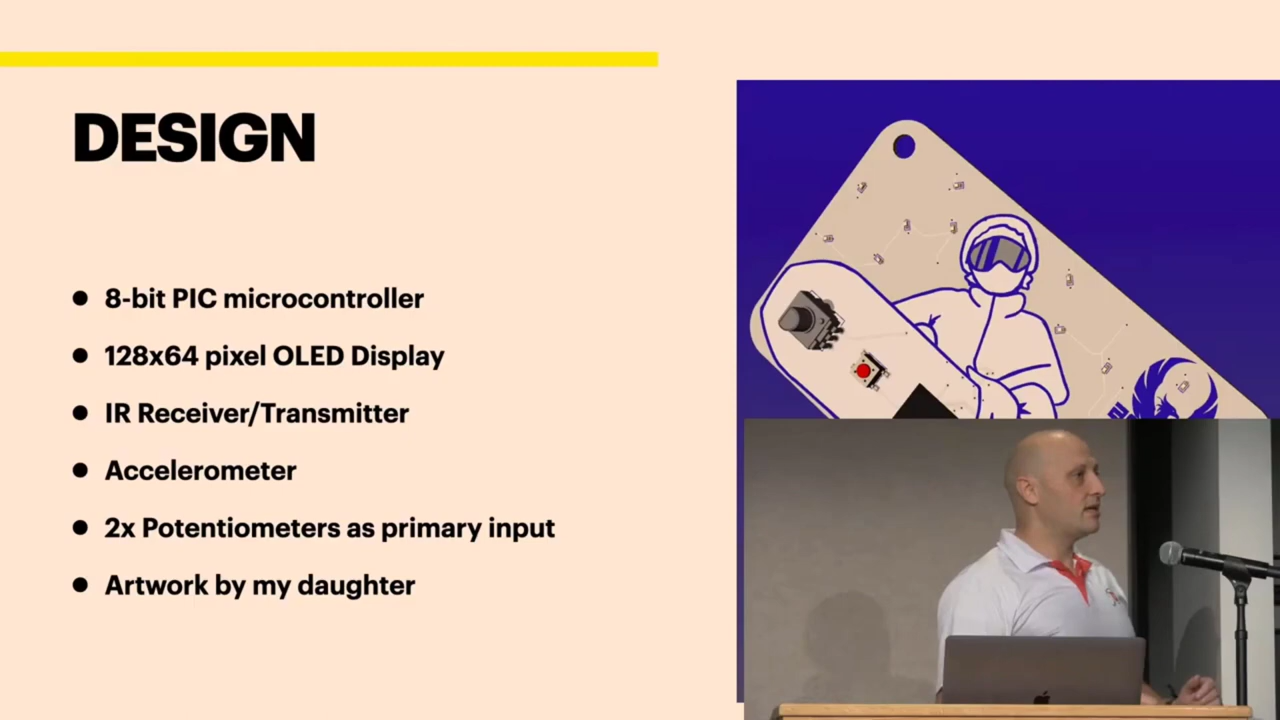 DESIGN
8-bit PIC microcontroller
128x64 pixel OLED Display
IR Receiver/Transmitter
Accelerometer
2x Potentiometers as primary input
Artwork by my daughter